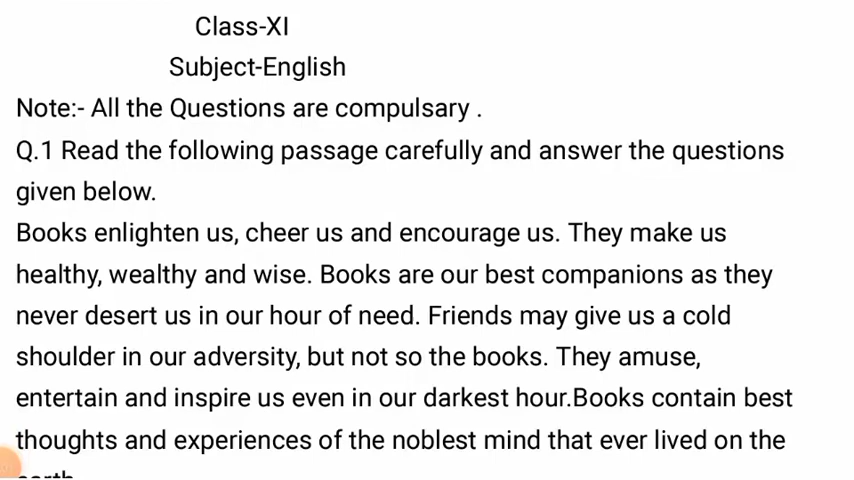 Class-XI
Subject-English
Note:- All the Questions are compulsary .
Q.1 Read the following passage carefully and answer the questions
given below.
Books enlighten us, cheer us and encourage us. They make us
healthy, wealthy and wise. Books are our best companions as they
never desert us in our hour of need. Friends may give us a cold
shoulder in our adversity, but not so the books. They amuse,
entertain and inspire us even in our darkest hour.Books contain best
thoughts and experiences of the noblest mind that ever lived on the